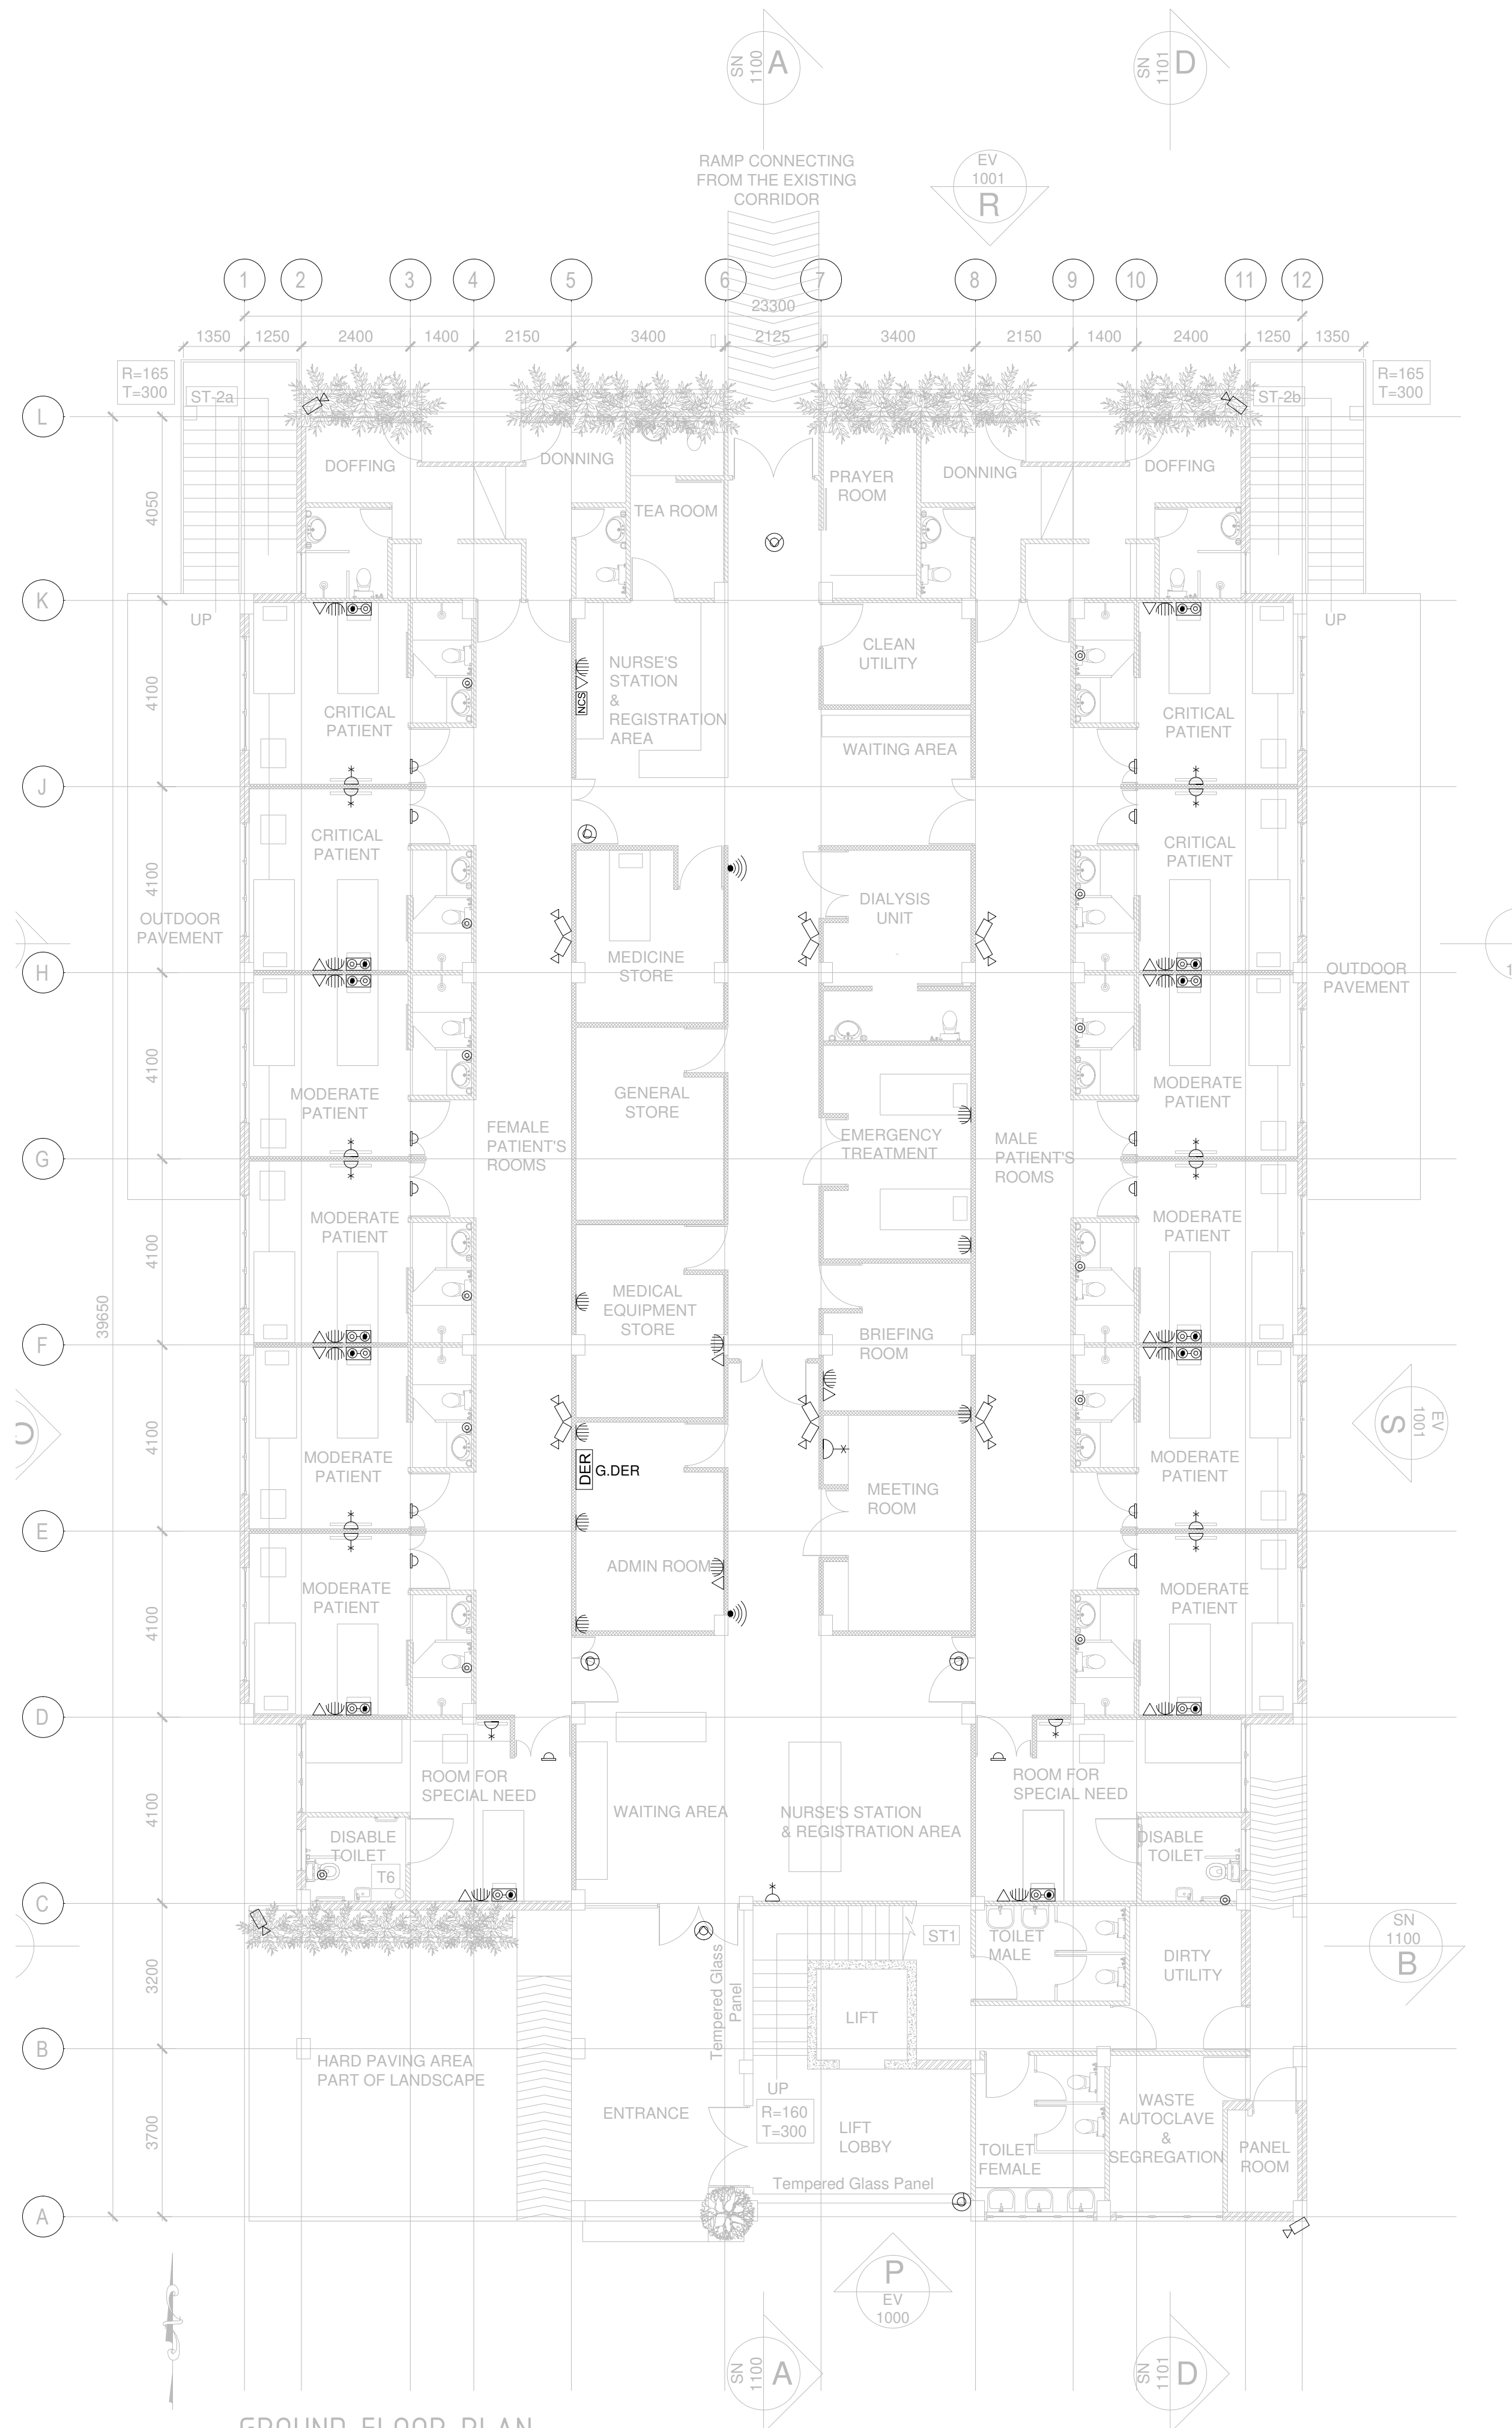 SN
1100
A
SN
1101
D
RAMP CONNECTING
FROM THE EXISTING
CORRIDOR
EV
1001
R
1
2
3
4
5
6
7
8
9
10
11
12
23300
1350
1250
2400
1400
2150
3400
2125
3400
2150
1400
2400
1250
1350
R=165
T=300
ST-2a
ST-2b
R=165
T=300
L
DOFFING
DONNING
TEA ROOM
PRAYER
ROOM
DONNING
DOFFING
4050
K
UP
UP
NURSE'S
STATION
&
REGISTRATION
AREA
NCS
CLEAN
UTILITY
4100
CRITICAL
PATIENT
CRITICAL
PATIENT
WAITING AREA
J
CRITICAL
PATIENT
CRITICAL
PATIENT
4100
OUTDOOR
PAVEMENT
DIALYSIS
UNIT
MEDICINE
STORE
H
OUTDOOR
PAVEMENT
4100
MODERATE
PATIENT
GENERAL
STORE
MODERATE
PATIENT
FEMALE
PATIENT'S
ROOMS
EMERGENCY
TREATMENT
MALE
PATIENT'S
ROOMS
G
MODERATE
PATIENT
MODERATE
PATIENT
4100
39650
MEDICAL
EQUIPMENT
STORE
BRIEFING
ROOM
F
4100
EV
1001
S
MODERATE
PATIENT
DER
G.DER
MODERATE
PATIENT
MEETING
ROOM
E
ADMIN ROOM
MODERATE
PATIENT
MODERATE
PATIENT
4100
D
ROOM FOR
SPECIAL NEED
ROOM FOR
SPECIAL NEED
4100
WAITING AREA
NURSE'S STATION
& REGISTRATION AREA
DISABLE
TOILET
T6
DISABLE
TOILET
C
SN
1100
B
ST1
TOILET
MALE
DIRTY
UTILITY
3200
Tempered Glass
Panel
LIFT
B
HARD PAVING AREA
PART OF LANDSCAPE
UP
R=160
T=300
ENTRANCE
WASTE
AUTOCLAVE
&
SEGREGATION
3700
LIFT
LOBBY
TOILET
FEMALE
PANEL
ROOM
Tempered Glass Panel
A
P
EV
1000
SN
1100
A
SN
1101
D
GROUND FLOOR PLAN